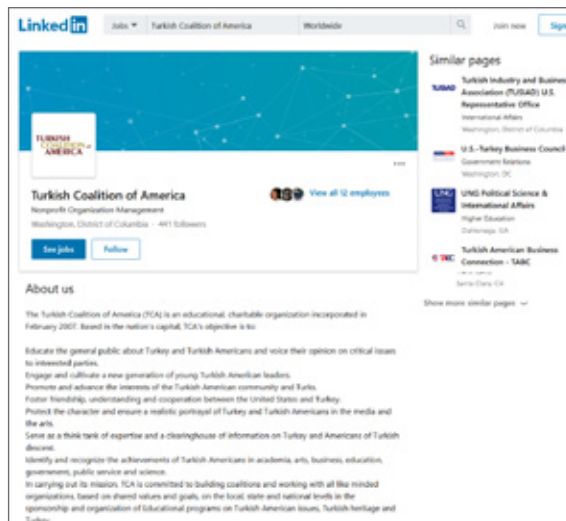 LinkedIn
Jobs Turkish Coalition of America Worldwide Join now Sign
Similar pages
TUSIAD
Turkish Industry and Business
Association (TUSIAD) U.S.
Representative Office
International Affairs
Washington, District of Columbia
U.S.-Turkey Business Council
Government Relations
Washington, DC
UNG
UNG Political Science &
International Affairs
Higher Education
Dahlonega, GA
Turkish American Business
Connection - TABC
Santa Clara, CA
Show more similar pages
TURKISH
COALITION OF
AMERICA
Turkish Coalition of America
Nonprofit Organization Management
Washington, District of Columbia · 441 followers
View all 12 employees
See jobs Follow
About us
The Turkish Coalition of America (TCA) is an educational, charitable organization incorporated in
February 2007. Based in the nation's capital, TCA's objective is to:
Educate the general public about Turkey and Turkish Americans and voice their opinion on critical issues
to interested parties.
Engage and cultivate a new generation of young Turkish American leaders.
Promote and advance the interests of the Turkish American community and Turks.
Foster friendship, understanding and cooperation between the United States and Turkey.
Protect the character and ensure a realistic portrayal of Turkey and Turkish Americans in the media and
the arts.
Serve as a think tank of expertise and a clearinghouse of information on Turkey and Americans of Turkish
descent.
Identify and recognize the achievements of Turkish Americans in academia, arts, business, education,
government, public service and science.
In carrying out its mission, TCA is committed to building coalitions and working with all like minded
organizations, based on shared values and goals, on the local, state and national levels in the
sponsorship and organization of Educational programs on Turkish American issues, Turkish heritage and
Turkey.